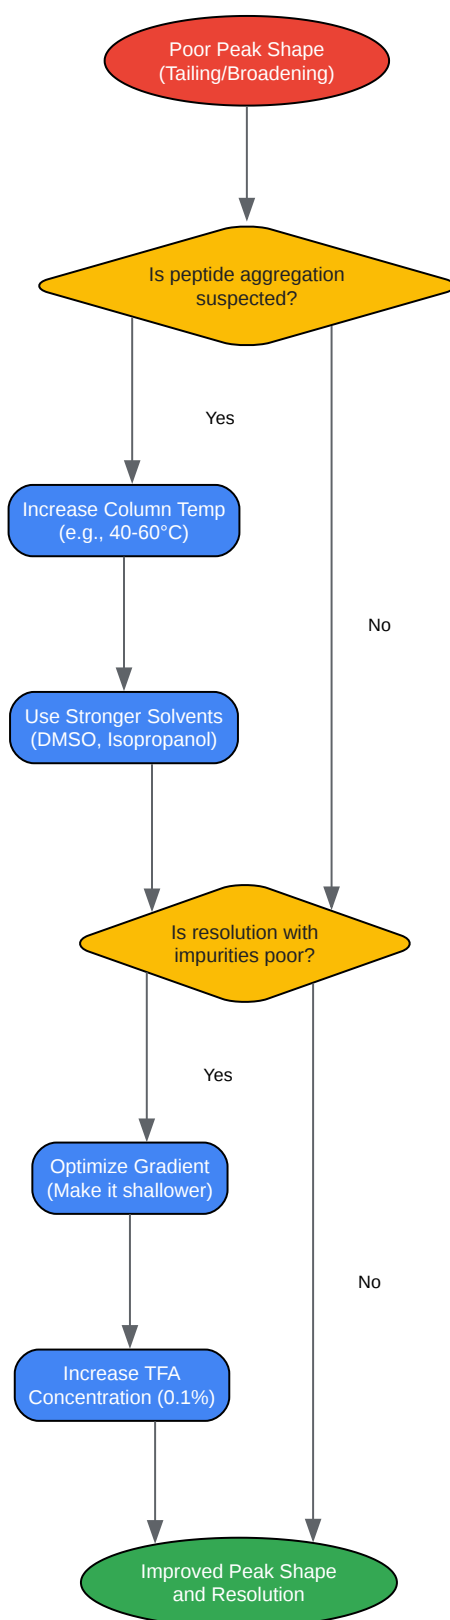 Poor Peak Shape
(Tailing/Broadening)
Is peptide aggregation
suspected?
Yes
Increase Column Temp
(e.g., 40-60°C)
No
Use Stronger Solvents
(DMSO, Isopropanol)
Is resolution with
impurities poor?
Yes
Optimize Gradient
(Make it shallower)
No
Increase TFA
Concentration (0.1%)
Improved Peak Shape
and Resolution